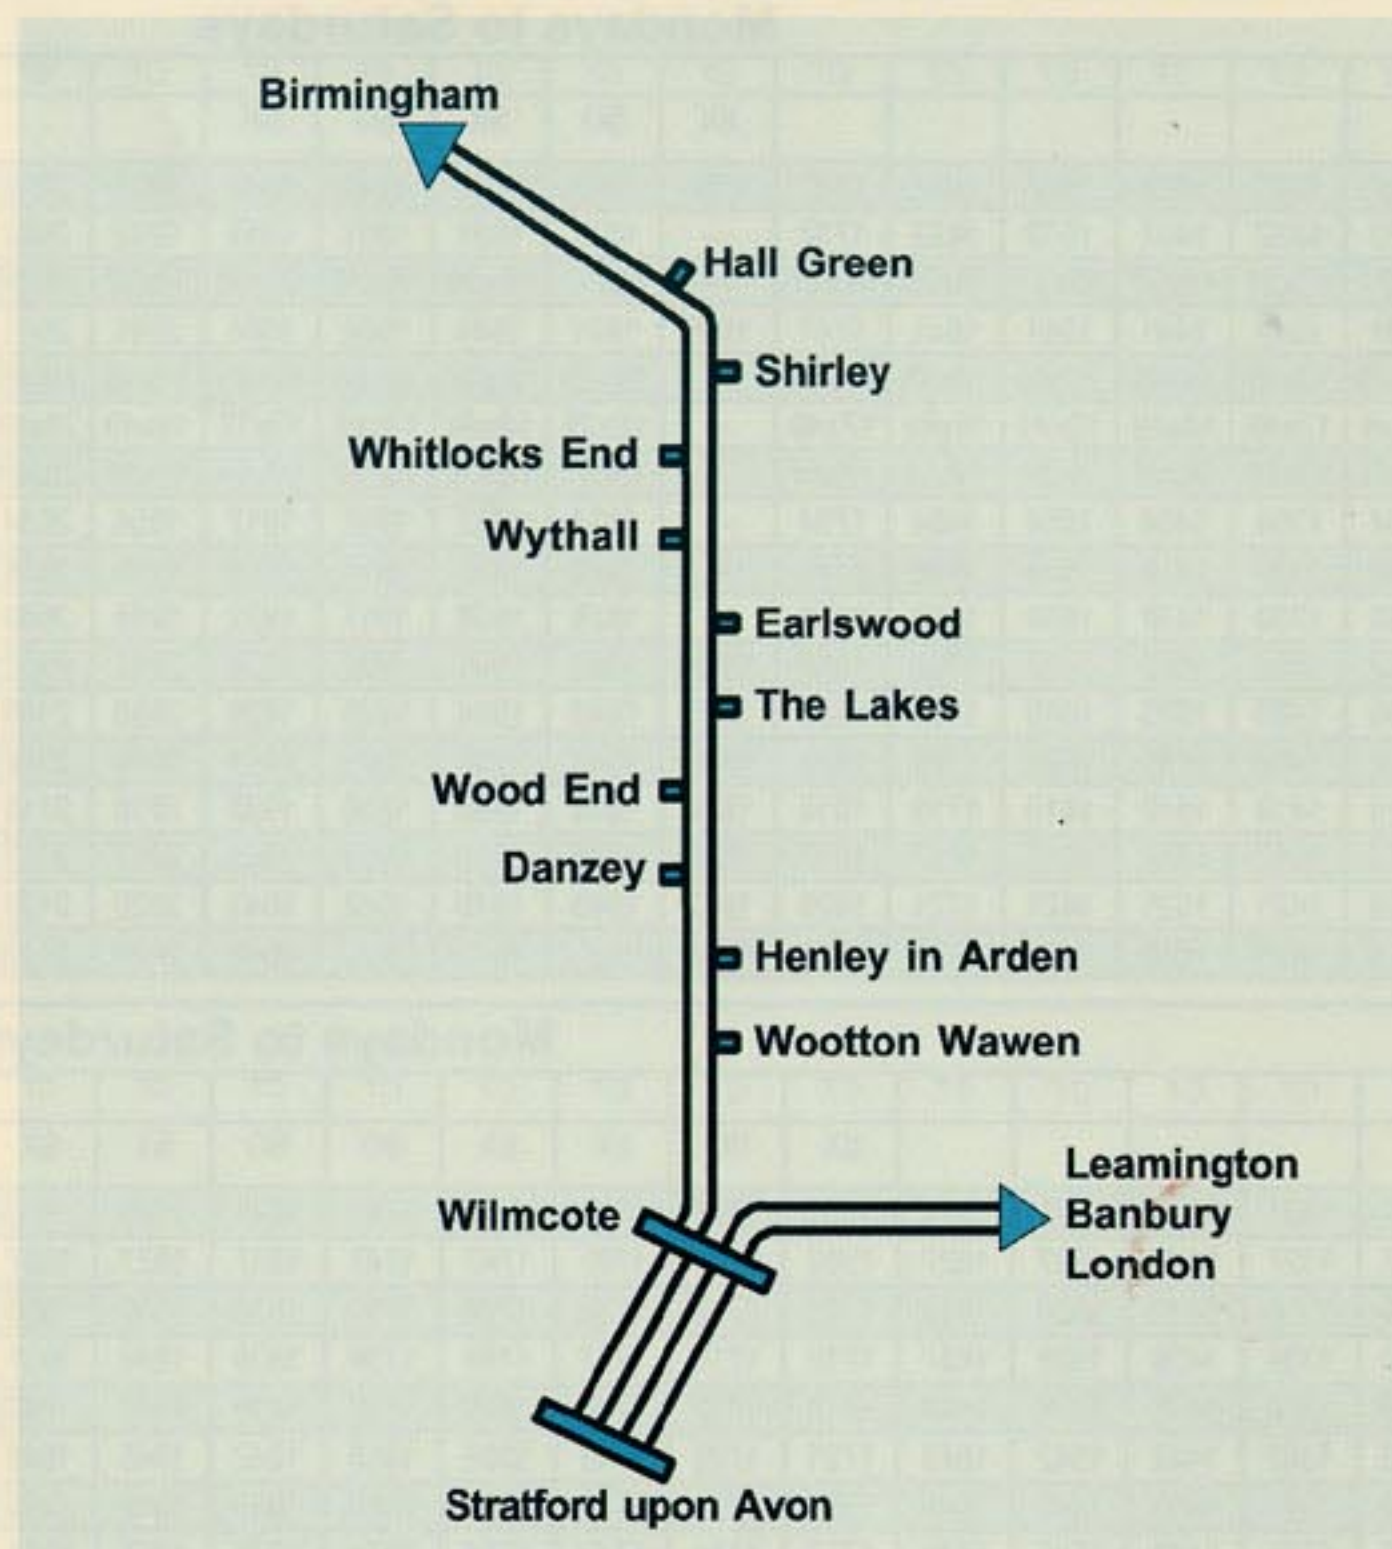 Birmingham
Hall Green
Shirley
Whitlocks End
Wythall
Earlswood
The Lakes
Wood End
Danzey
Henley in Arden
Wootton Wawen
Wilmcote
Leamington
Banbury
London
Stratford upon Avon